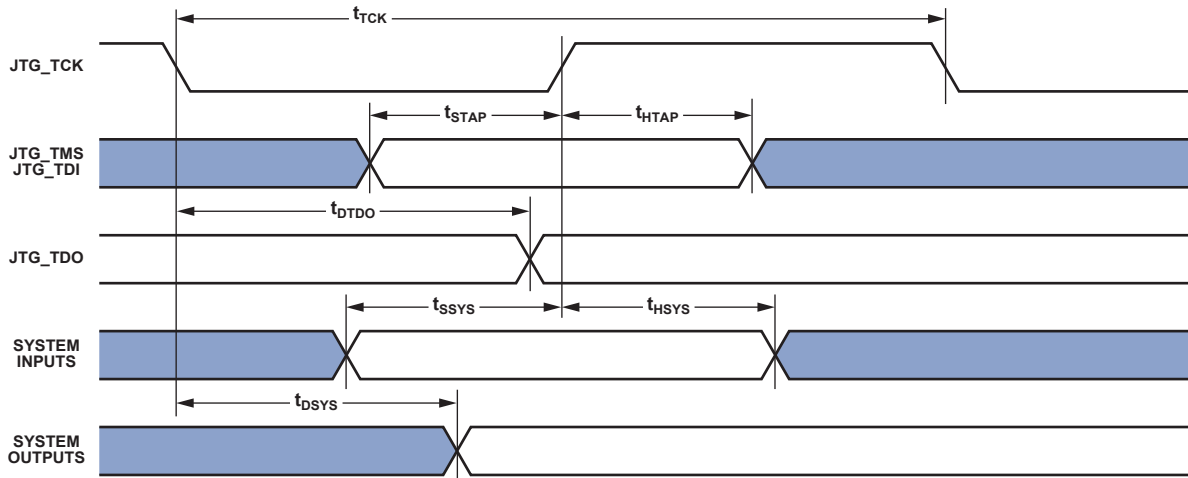 tTCK
JTG_TCK
tSTAP
tHTAP
JTG_TMS
JTG_TDI
tDTDO
JTG_TDO
tSSYS
tHSYS
SYSTEM
INPUTS
tDSYS
SYSTEM
OUTPUTS